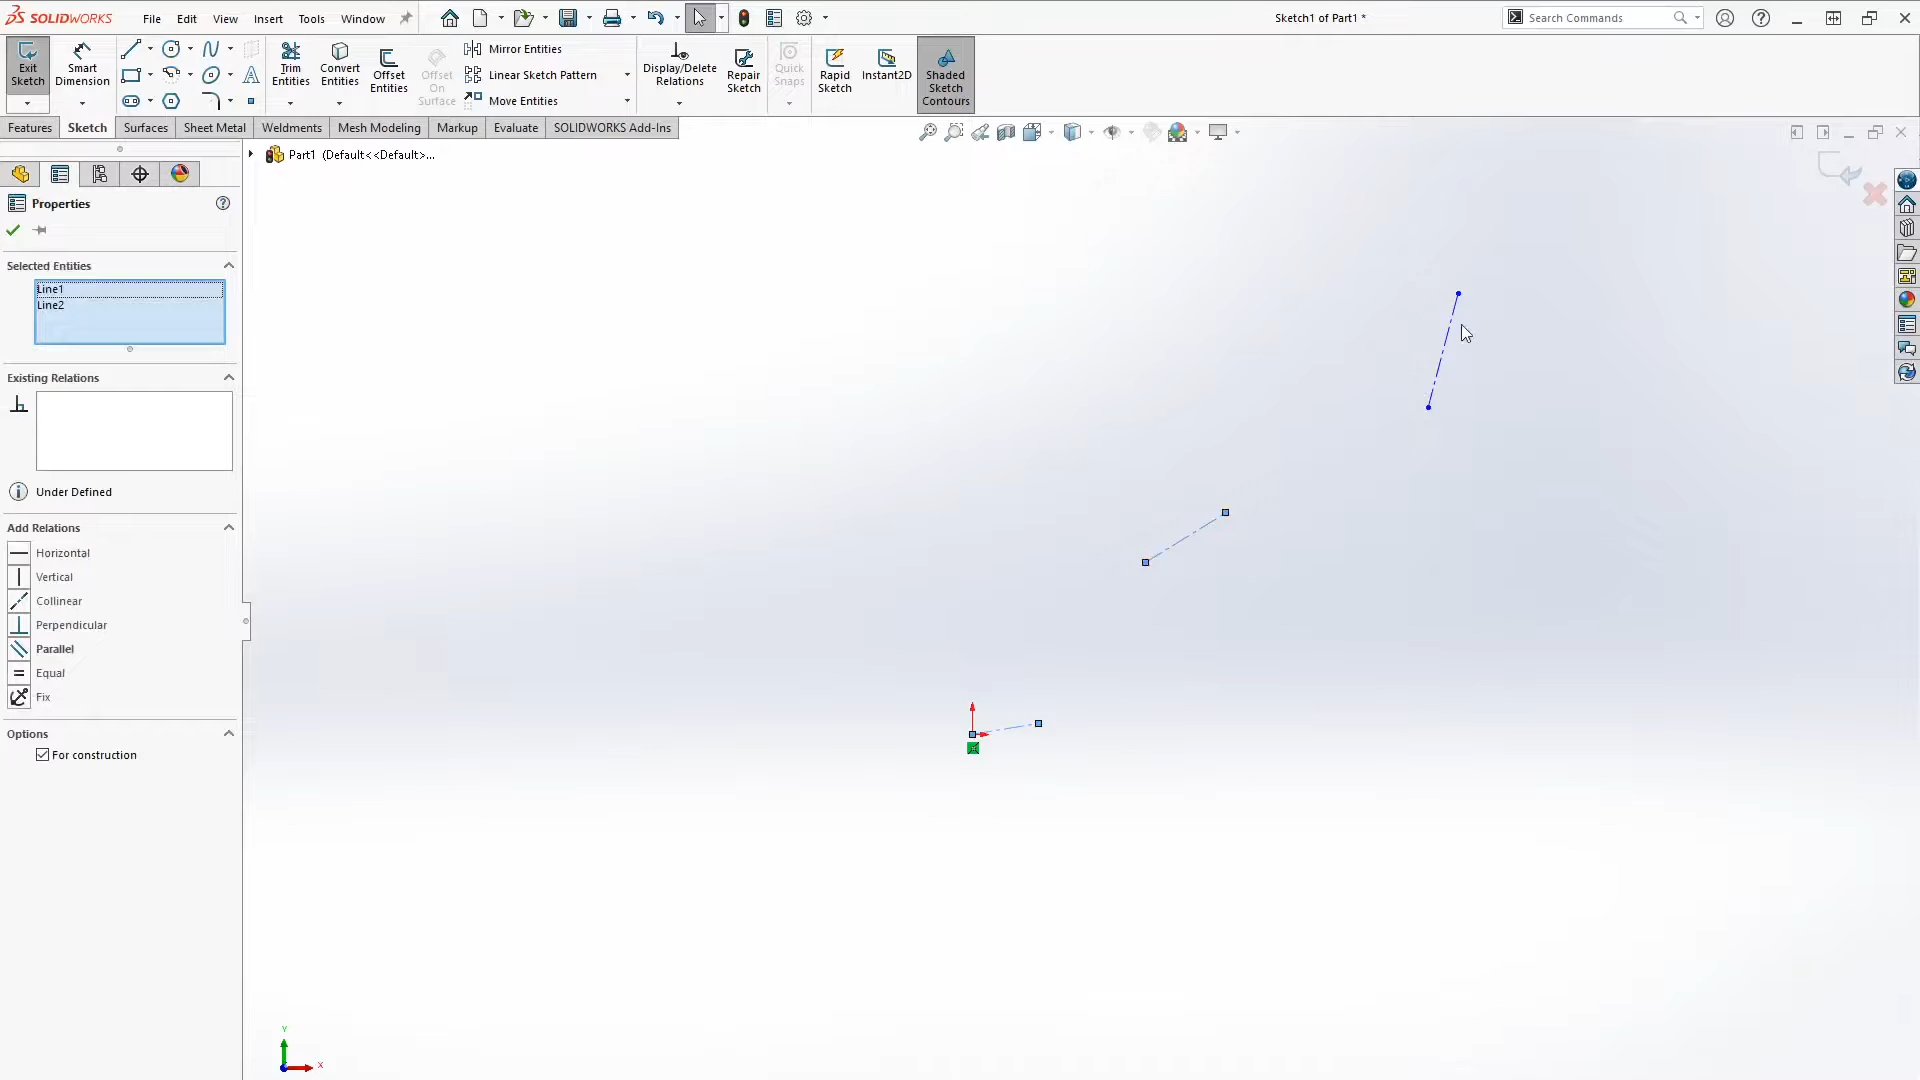 SOLIDWORKS File Edit View Insert Tools Window Sketch1 of Part1 * Search Commands
Exit Sketch
Smart Dimension
Trim Entities
Convert Entities
Offset Entities
Offset On Surface
Mirror Entities
Linear Sketch Pattern
Move Entities
Display/Delete Relations
Repair Sketch
Quick Snaps
Rapid Sketch
Instant2D
Shaded Sketch Contours
Features Sketch Surfaces Sheet Metal Weldments Mesh Modeling Markup Evaluate SOLIDWORKS Add-Ins
Part1 (Default<<Default>...
Properties
Selected Entities
Line1
Line2
Existing Relations
Under Defined
Add Relations
Horizontal
Vertical
Collinear
Perpendicular
Parallel
Equal
Fix
Options
For construction
Y
X